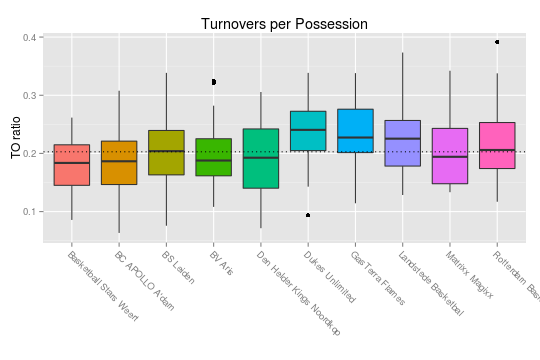 Turnovers per Possession
TO ratio
0.4
0.3
0.2
0.1
Basketball Stars Weert
BC APOLLO A'dam
BS Leiden
BV Aris
Den Helder Kings Noordkop
Dukes Unlimited
GasTerra Flames
Landstede Basketbal
Matrixx Magixx
Rotterdam Bas